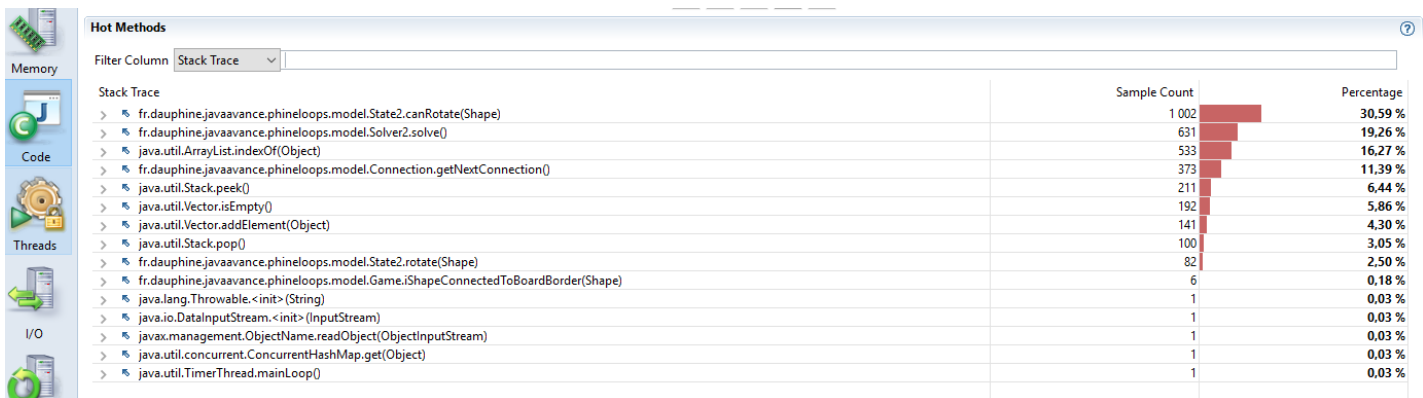 Hot Methods
Filter Column Stack Trace
Memory
Stack Trace Sample Count Percentage
fr.dauphine.javaavance.phineloops.model.State2.canRotate(Shape) 1 002 30,59 %
fr.dauphine.javaavance.phineloops.model.Solver2.solve() 631 19,26 %
java.util.ArrayList.indexOf(Object) 533 16,27 %
Code
fr.dauphine.javaavance.phineloops.model.Connection.getNextConnection() 373 11,39 %
java.util.Stack.peek() 211 6,44 %
java.util.Vector.isEmpty() 192 5,86 %
java.util.Vector.addElement(Object) 141 4,30 %
java.util.Stack.pop() 100 3,05 %
Threads
fr.dauphine.javaavance.phineloops.model.State2.rotate(Shape) 82 2,50 %
fr.dauphine.javaavance.phineloops.model.Game.iShapeConnectedToBoardBorder(Shape) 6 0,18 %
java.lang.Throwable.<init>(String) 1 0,03 %
java.io.DataInputStream.<init>(InputStream) 1 0,03 %
javax.management.ObjectName.readObject(ObjectInputStream) 1 0,03 %
I/O
java.util.concurrent.ConcurrentHashMap.get(Object) 1 0,03 %
java.util.TimerThread.mainLoop() 1 0,03 %